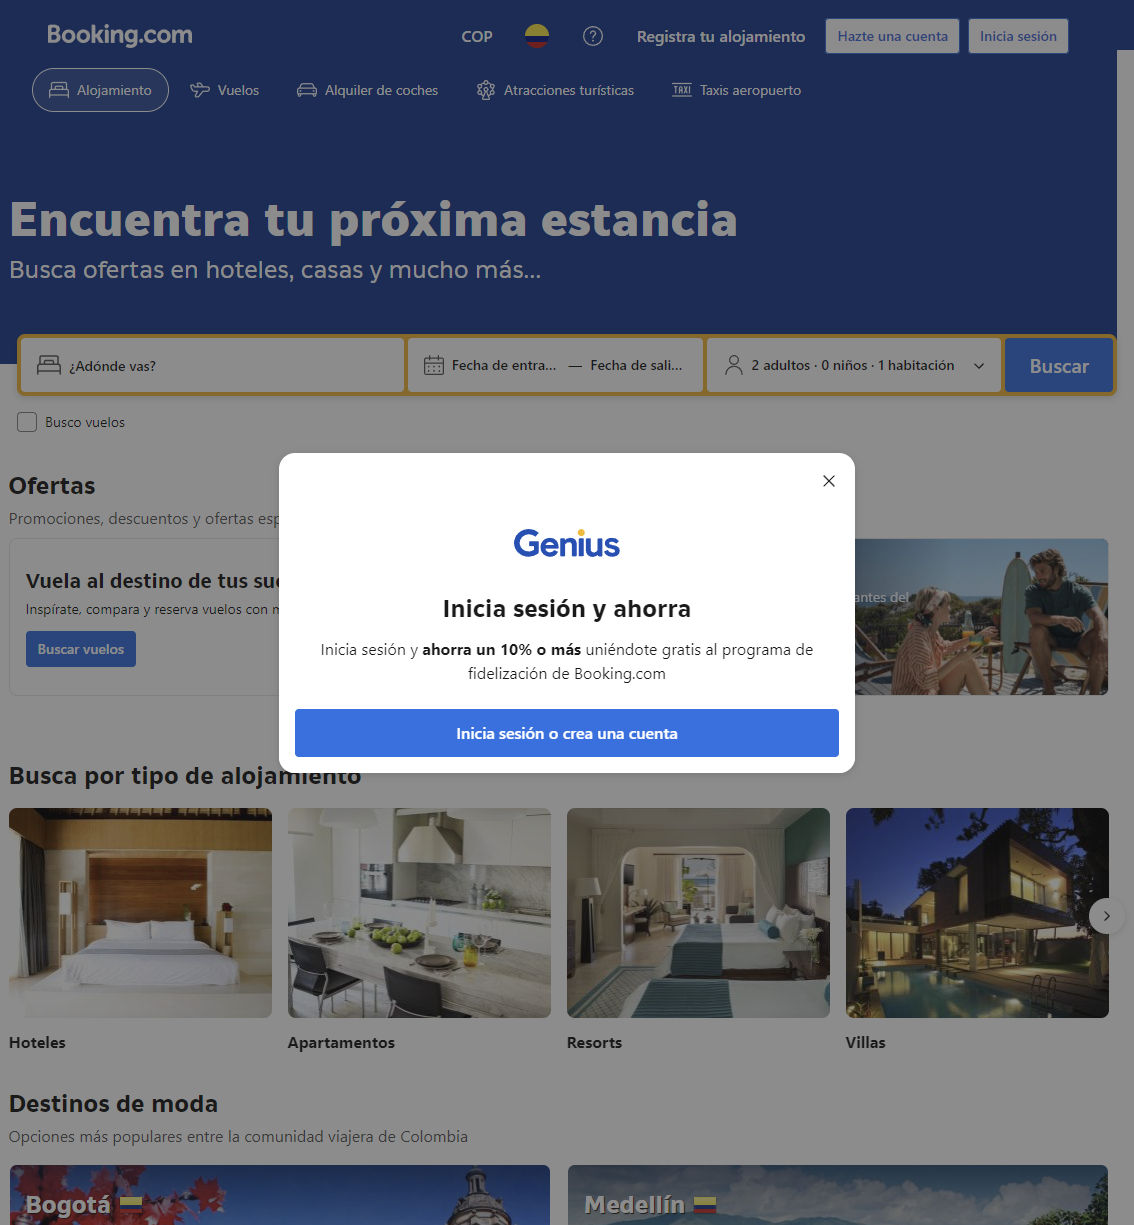 Booking.com
COP
Registra tu alojamiento
Hazte una cuenta
Inicia sesión
Alojamiento
Vuelos
Alquiler de coches
Atracciones turísticas
TAXI
Taxis aeropuerto
Encuentra tu próxima estancia
Busca ofertas en hoteles, casas y mucho más...
¿Adónde vas?
Fecha de entra... — Fecha de sali...
2 adultos · 0 niños · 1 habitación
Buscar
Busco vuelos
Ofertas
Promociones, descuentos y ofertas esp
Vuela al destino de tus sue
Inspírate, compara y reserva vuelos con m
Buscar vuelos
antes del
Genius
Inicia sesión y ahorra
Inicia sesión y ahorra un 10% o más uniéndote gratis al programa de
fidelización de Booking.com
Inicia sesión o crea una cuenta
Busca por tipo de alojamiento
Hoteles
Apartamentos
Resorts
Villas
Destinos de moda
Opciones más populares entre la comunidad viajera de Colombia
Bogotá
Medellín